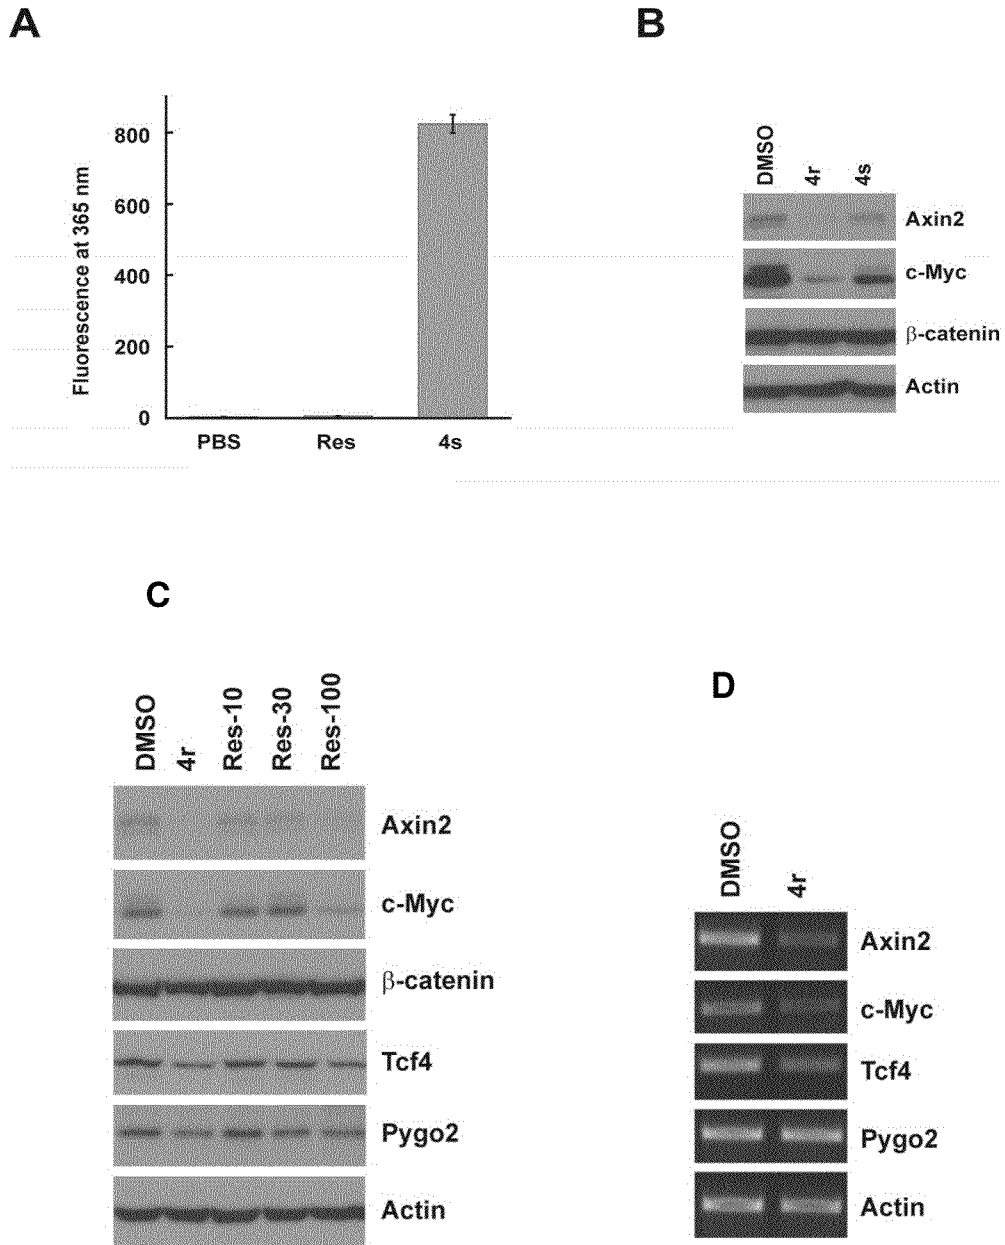 A
Fluorescence at 365 nm
800
600
400
200
0
PBS Res 4s
B
DMSO 4r 4s
Axin2
c-Myc
β-catenin
Actin
C
DMSO 4r Res-10 Res-30 Res-100
Axin2
c-Myc
β-catenin
Tcf4
Pygo2
Actin
D
DMSO 4r
Axin2
c-Myc
Tcf4
Pygo2
Actin